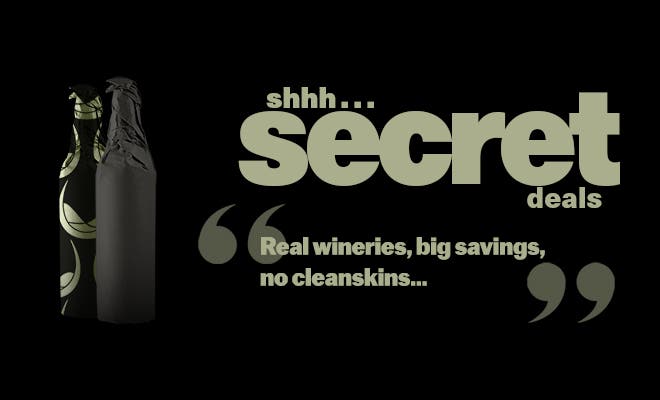 shhh...
secret
deals
“Real wineries, big savings,
no cleanskins...”